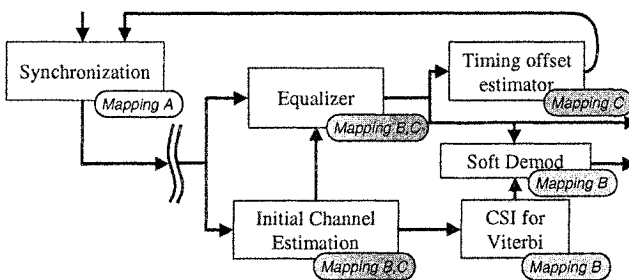 Synchronization
Mapping A
Equalizer
Mapping B,C
Timing offset
estimator
Mapping C
Soft Demod
Mapping B
Initial Channel
Estimation
Mapping B,C
CSI for
Viterbi
Mapping B